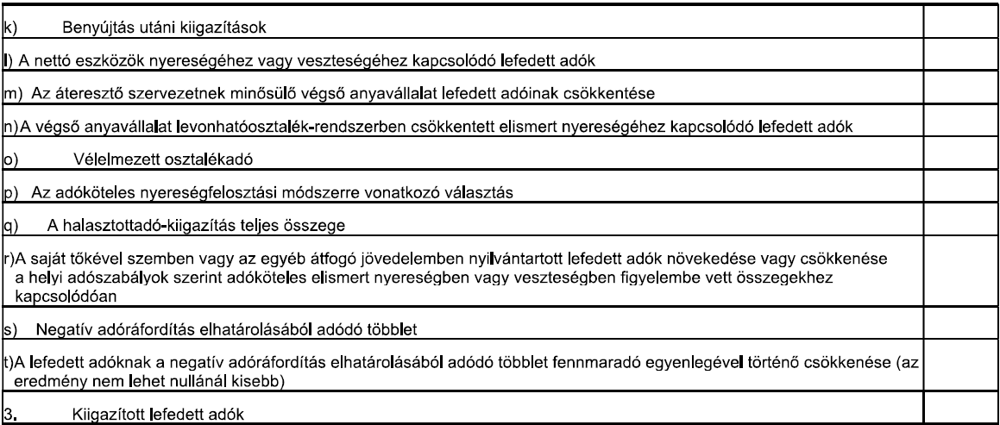 k) Benyújtás utáni kiigazítások
l) A nettó eszközök nyereségéhez vagy veszteségéhez kapcsolódó lefedett adók
m) Az áteresztő szervezetnek minősülő végső anyavállalat lefedett adóinak csökkentése
n)A végső anyavállalat levonhatóosztalék-rendszerben csökkentett elismert nyereségéhez kapcsolódó lefedett adók
o) Vélelmezett osztalékadó
p) Az adóköteles nyereségfelosztási módszerre vonatkozó választás
q) A halasztottadó-kiigazítás teljes összege
r)A saját tőkével szemben vagy az egyéb átfogó jövedelemben nyilvántartott lefedett adók növekedése vagy csökkenése
a helyi adószabályok szerint adóköteles elismert nyereségben vagy veszteségben figyelembe vett összegekhez
kapcsolódóan
s) Negatív adóráfordítás elhatárolásából adódó többlet
t)A lefedett adóknak a negatív adóráfordítás elhatárolásából adódó többlet fennmaradó egyenlegével történő csökkenése (az
eredmény nem lehet nullánál kisebb)
3. Kiigazított lefedett adók